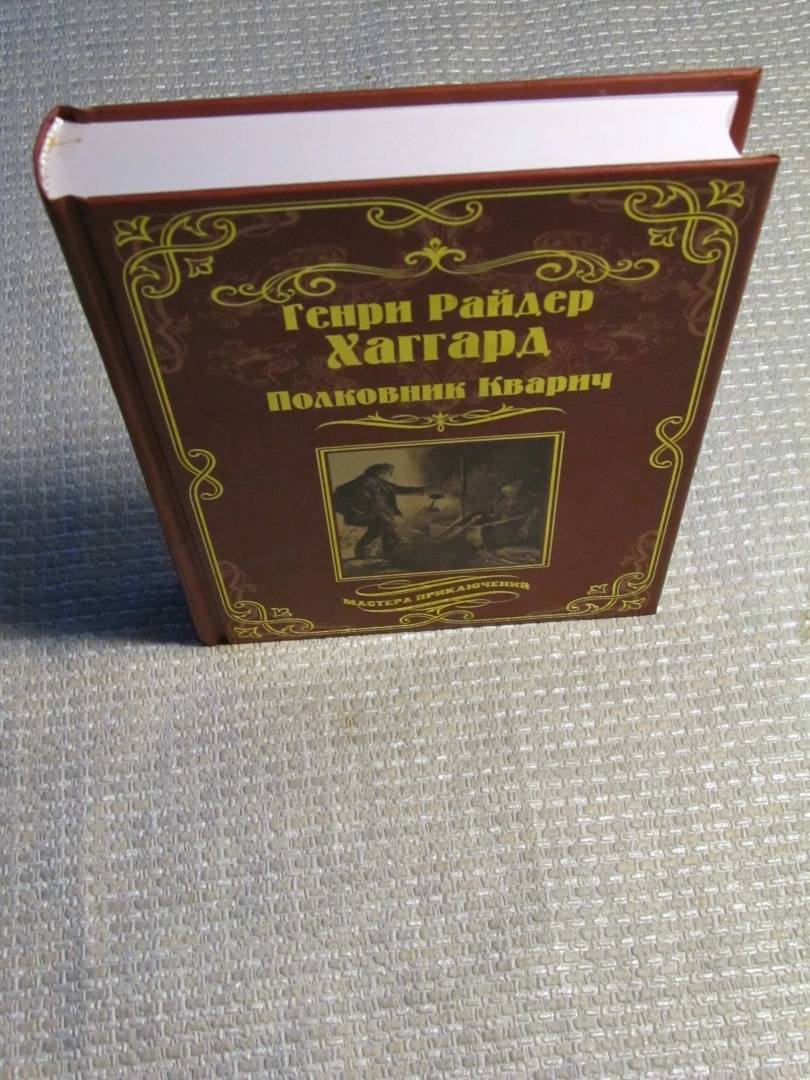 Генри Райдер
Хаггард
Полковник Кварич
МАСТЕРА ПРИКЛЮЧЕНИЙ